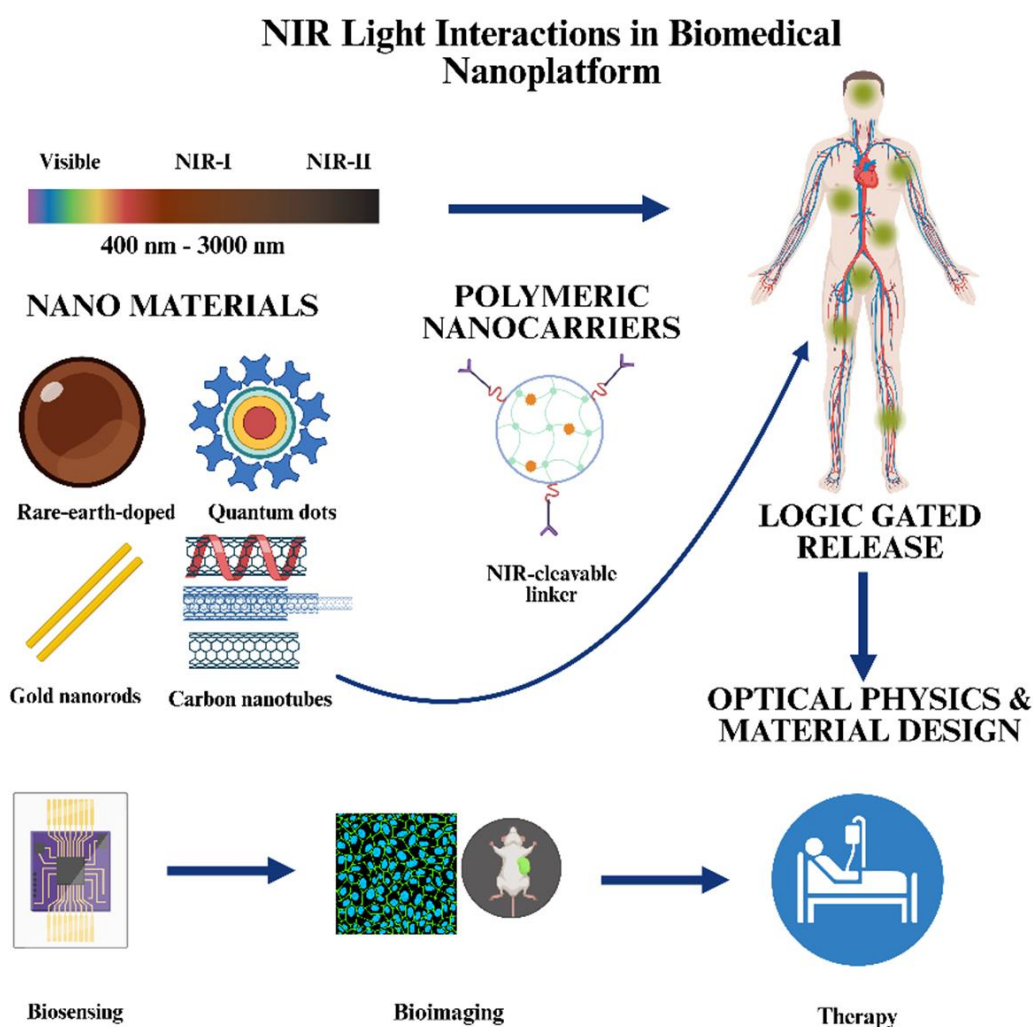 NIR Light Interactions in Biomedical
Nanoplatform
Visible NIR-I NIR-II
400 nm - 3000 nm
NANO MATERIALS
Rare-earth-doped Quantum dots
Gold nanorods Carbon nanotubes
POLYMERIC
NANOCARRIERS
NIR-cleavable
linker
LOGIC GATED
RELEASE
OPTICAL PHYSICS &
MATERIAL DESIGN
Biosensing Bioimaging Therapy